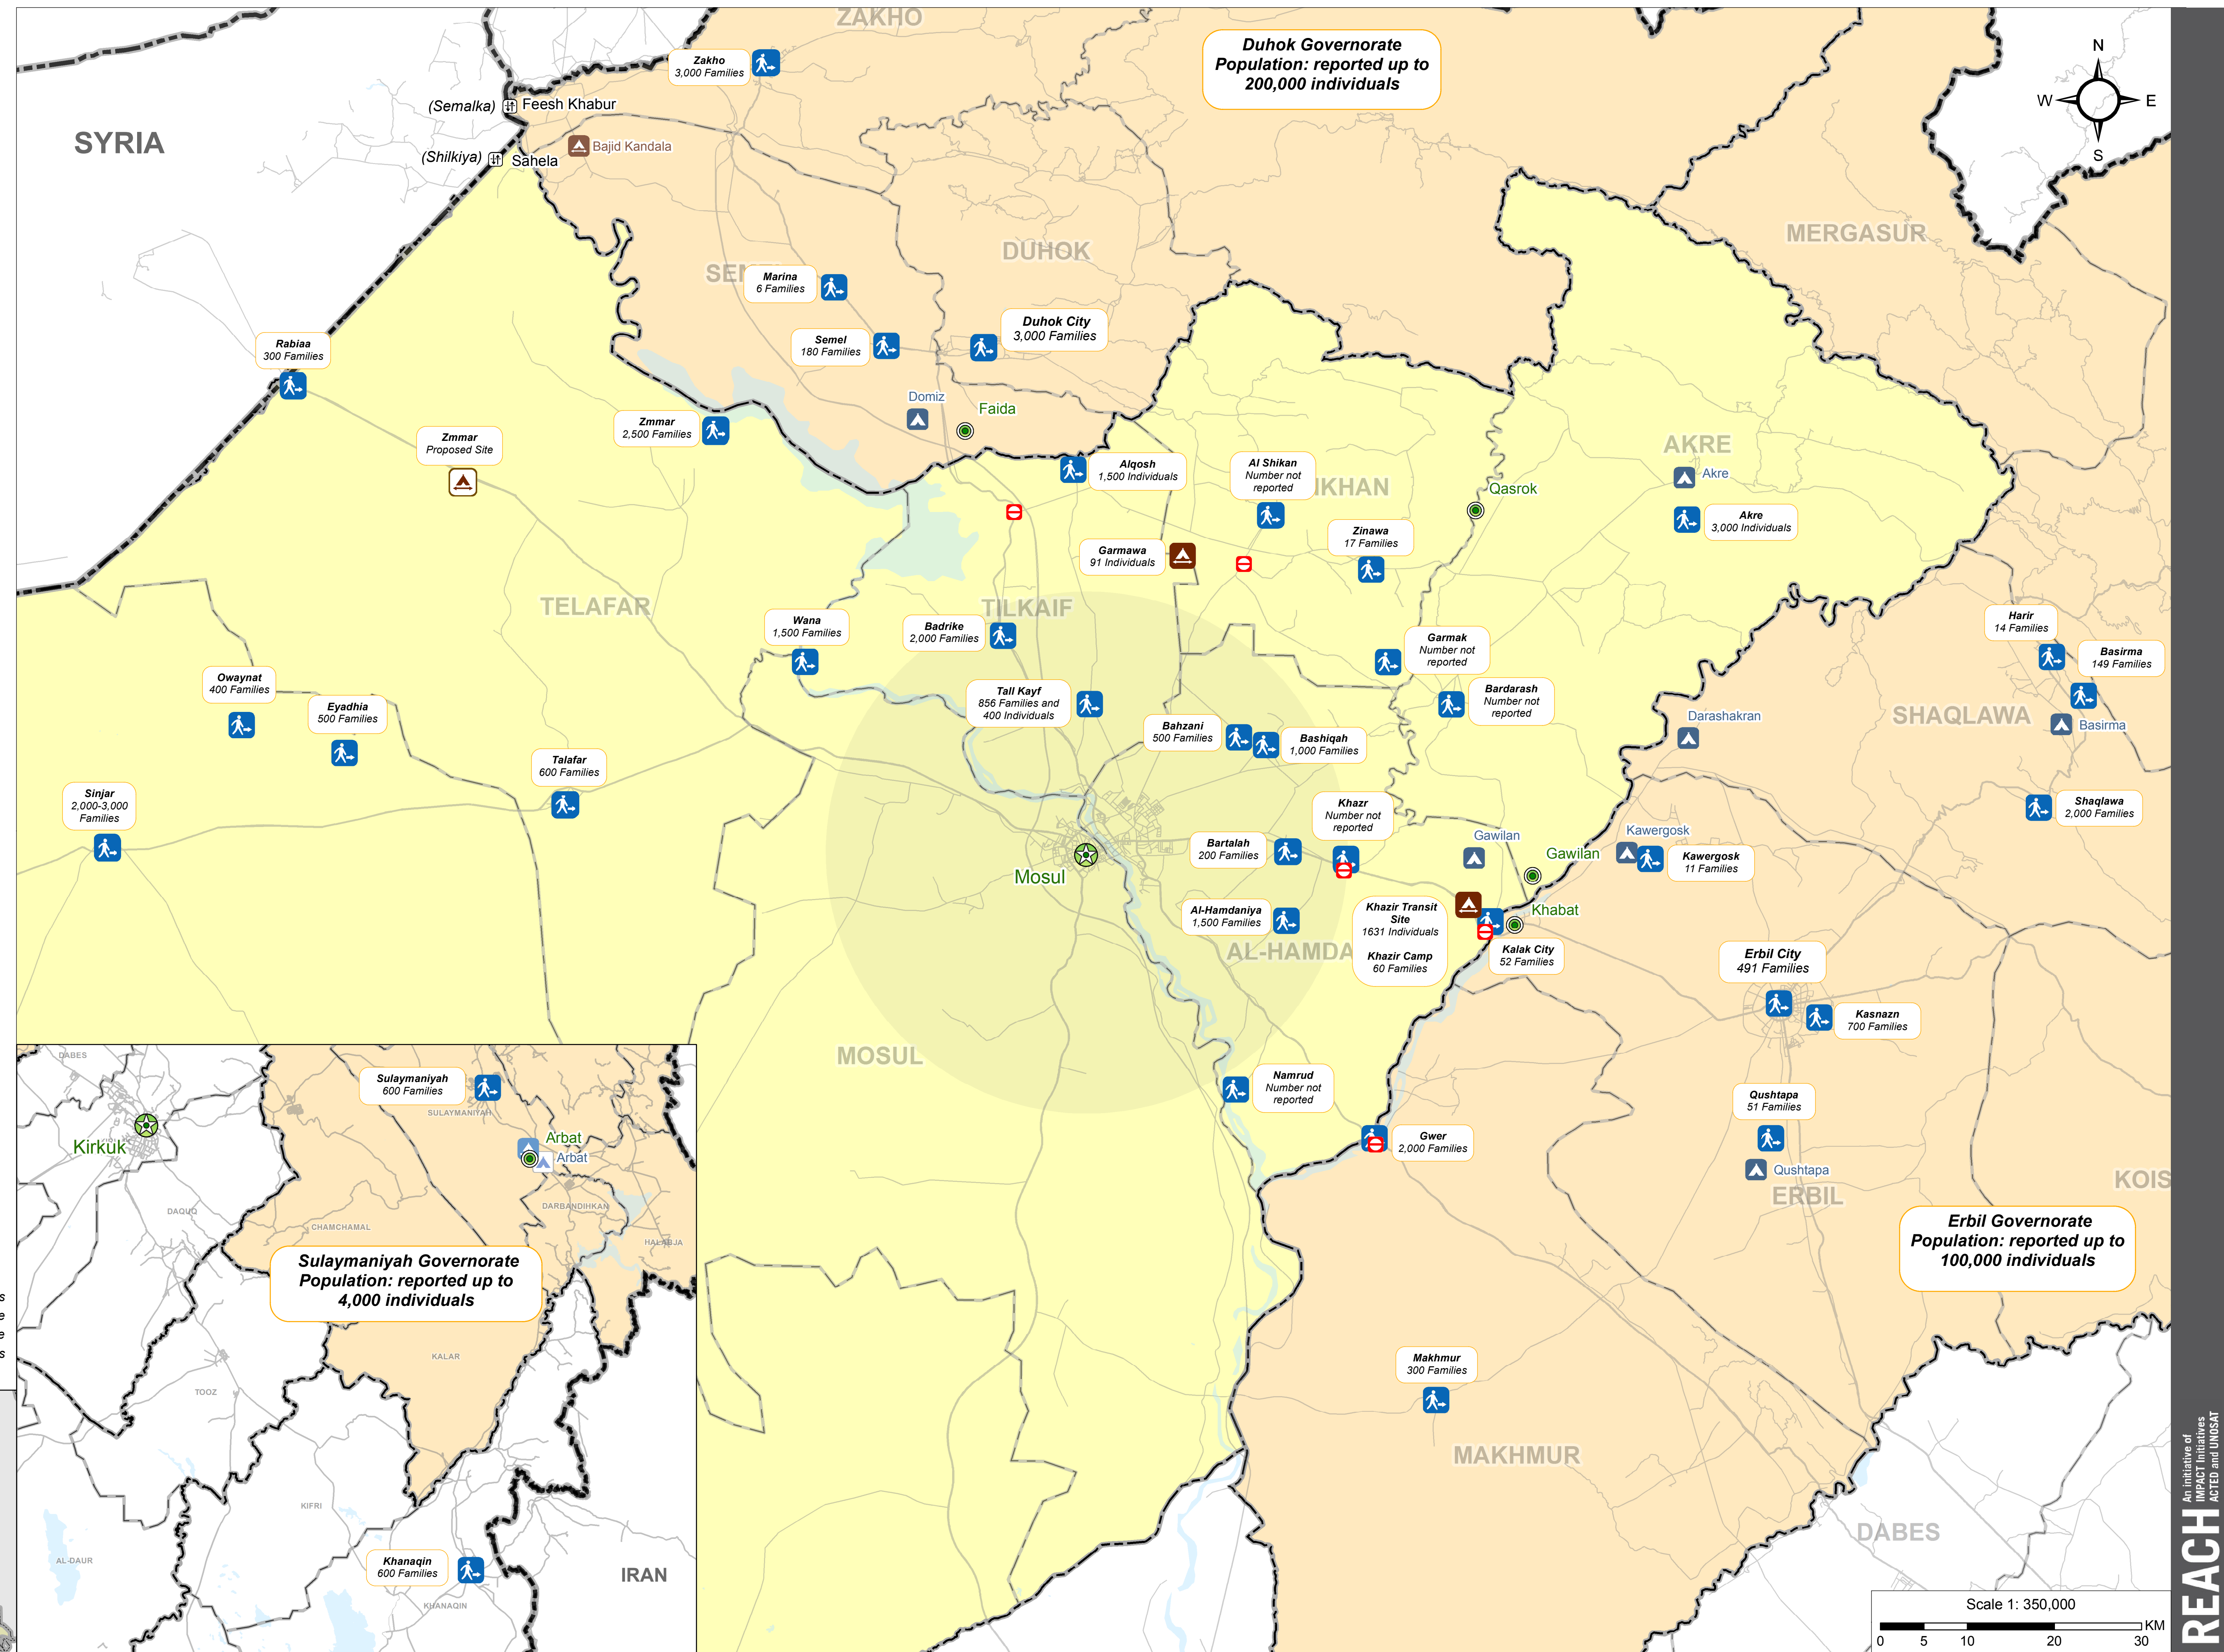 ZAKHO
Duhok Governorate
Population: reported up to
200,000 individuals
N
W
E
S
Zakho
3,000 Families
(Semalka)
Feesh Khabur
SYRIA
Bajid Kandala
(Shilkiya)
Sahela
MERGASUR
DUHOK
Marina
6 Families
Duhok City
3,000 Families
Semel
180 Families
Rabiaa
300 Families
Domiz
Faida
Zmmar
2,500 Families
Zmmar
Proposed Site
AKRE
Alqosh
1,500 Individuals
Al Shikan
Number not
reported
IKHAN
Qasrok
Akre
Akre
3,000 Individuals
Zinawa
17 Families
Garmawa
91 Individuals
TELAFAR
TILKAIF
Wana
1,500 Families
Badrike
2,000 Families
Garmak
Number not
reported
Harir
14 Families
Basirma
149 Families
Owaynat
400 Families
Eyadhia
500 Families
Tall Kayf
856 Families and
400 Individuals
Bardarash
Number not
reported
Darashakran
SHAQLAWA
Basirma
Bahzani
500 Families
Bashiqah
1,000 Families
Talafar
600 Families
Sinjar
2,000-3,000
Families
Khazr
Number not
reported
Shaqlawa
2,000 Families
Bartalah
200 Families
Gawilan
Gawilan
Kawergosk
Kawergosk
11 Families
Mosul
Al-Hamdaniya
1,500 Families
Khazir Transit
Site
1631 Individuals
Khazir Camp
60 Families
Khabat
AL-HAMDA
Kalak City
52 Families
Erbil City
491 Families
Kasnazn
700 Families
MOSUL
Namrud
Number not
reported
Qushtapa
51 Families
Gwer
2,000 Families
Qushtapa
ERBIL
KOIS
Erbil Governorate
Population: reported up to
100,000 individuals
DABES
Sulaymaniyah
600 Families
SULAYMANIYAH
Kirkuk
Arbat
Arbat
DAQUQ
DARBANDIHKAN
CHAMCHAMAL
HALABJA
Sulaymaniyah Governorate
Population: reported up to
4,000 individuals
s
e
e
s
KALAR
TOOZ
KIFRI
AL-DAUR
Khanaqin
600 Families
KHANAQIN
IRAN
Makhmur
300 Families
MAKHMUR
DABES
Scale 1: 350,000
KM
0 5 10 20 30
REACH
An initiative of
IMPACT Initiatives
ACTED and UNOSAT